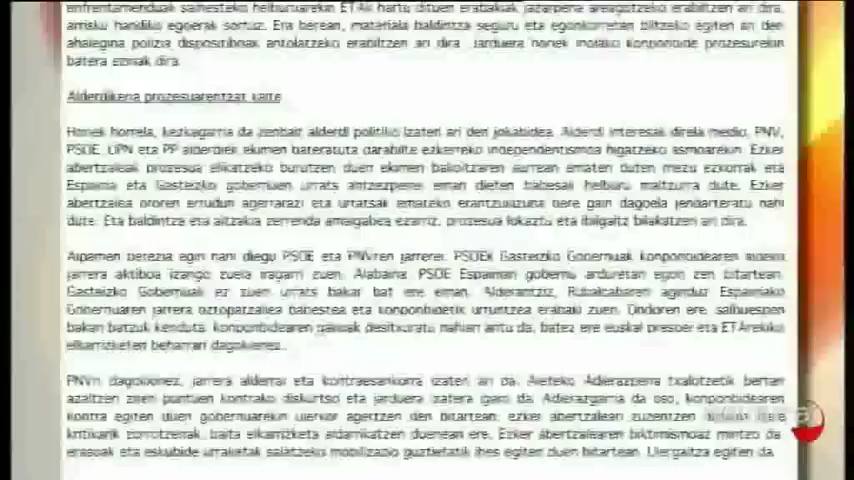 enfrentamenduak saihesteko helburuarekin ETAk hartu dituen erabakiak jazarpena areagotzeko erabiltzen ari dira,
arrisku handiko egoerak sortuz. Era berean, materiala baldintza seguru eta egonkorretan biltzeko egiten ari den
ahalegina polizia dispositiboak antolatzeko erabiltzen ari dira. Jarduera horiek inolako konponbide prozesurekin
batera ezinak dira.
Alderdikeria prozesuarentzat kalte
Honek horrela, kezkagarria da zenbait alderdi politiko izaten ari den jokabidea. Alderdi interesak direla medio, PNV,
PSOE, UPN eta PP alderdiek ekimen bateratua darabilte ezkerreko independentismoa higatzeko asmoarekin. Ezker
abertzaleak prozesua elikatzeko burutzen duen ekimen bakoitzaren aurrean ematen duten mezu ezkorrak eta
Espainia eta Gasteizko gobernuen urrats antzezpenei eman dieten babesak helburu maltzurra dute. Ezker
abertzalea ororen errudun agerrarazi eta urratsak emateko erantzukizuna bere gain dagoela jendarteratu nahi
dute. Eta baldintza eta aitzakia zerrenda amaigabea ezarriz, prozesua lokaztu eta ibilgaitz bilakatzen ari dira.
Aipamen berezia egin nahi diegu PSOE eta PNVren jarrerei. PSOEk Gasteizko Gobernuak konponbidearen aldeko
jarrera aktiboa izango zuela iragarri zuen. Alabaina, PSOE Espainian gobernu arduretan egon zen bitartean,
Gasteizko Gobernuak ez zuen urrats bakar bat ere eman. Alderantziz, Rubalcabaren aginduz Espainiako
Gobernuaren jarrera oztopatzailea babestea eta konponbidetik urruntzea erabaki zuen. Ondoren ere, salbuespen
bakan batzuk kenduta, konponbidearen gakoak desitxuratu nahian aritu da, batez ere euskal presoei eta ETArekiko
elkarrizketen beharrari dagokienez.
PNVri dagokionez, jarrera alderrai eta kontraesankorra izaten ari da. Aieteko Adierazpena txalotzetik bertan
azaltzen ziren puntuen kontrako diskurtso eta jarduera izatera igaro da. Adierazgarria da oso, konponbidearen
kontra egiten duen gobernuarekin uzkur agertzen den bitartean, ezker abertzaleari zuzentzen
kritikarik zorrotzenak, baita elkarrizketa aldarrikatzen duenean ere. Ezker Abertzalearen biktimismoaz mintzo da
erasoak eta eskubide urraketak salatzeko mobilizazio guztietatik ihes egiten duen bitartean. Uergaitza egiten da